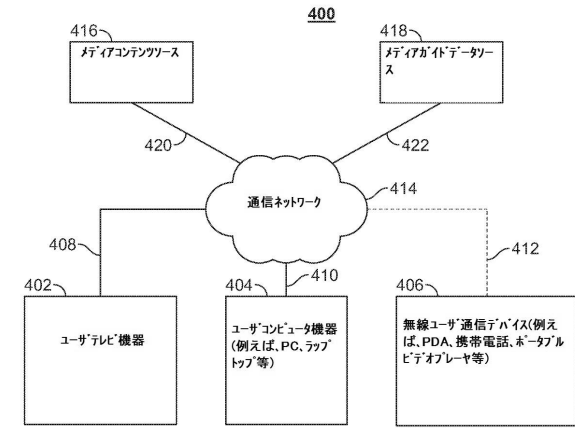 400
416
メディアコンテンツソース
418
メディアガイドデータソ
ース
420
422
通信ネットワーク
414
408
410
412
402
ユーザテレビ機器
404
ユーザコンピュータ機器
(例えば、PC、ラップ
トップ等)
406
無線ユーザ通信デバイス(例え
ば、PDA、携帯電話、ポータブル
ビデオプレーヤ等)